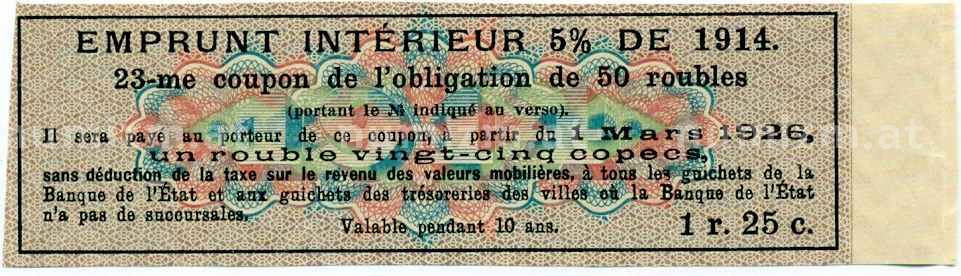 EMPRUNT INTÉRIEUR 5% DE 1914.
23-me coupon de l'obligation de 50 roubles
(portant le № indiqué au verso).
Il sera payé au porteur de ce coupon, à partir du 1 Mars 1926,
un rouble vingt-cinq copecs,
sans déduction de la taxe sur le revenu des valeurs mobilières, à tous les guichets de la
Banque de l'État et aux guichets des trésoreries des villes où la Banque de l'État
n'a pas de succursales.
Valable pendant 10 ans.
1 r. 25 c.